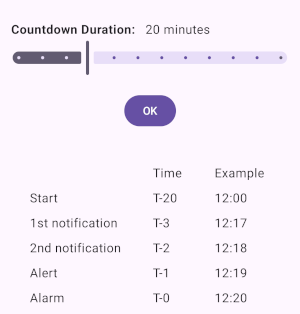 Countdown Duration: 20 minutes
OK
Time Example
Start T-20 12:00
1st notification T-3 12:17
2nd notification T-2 12:18
Alert T-1 12:19
Alarm T-0 12:20